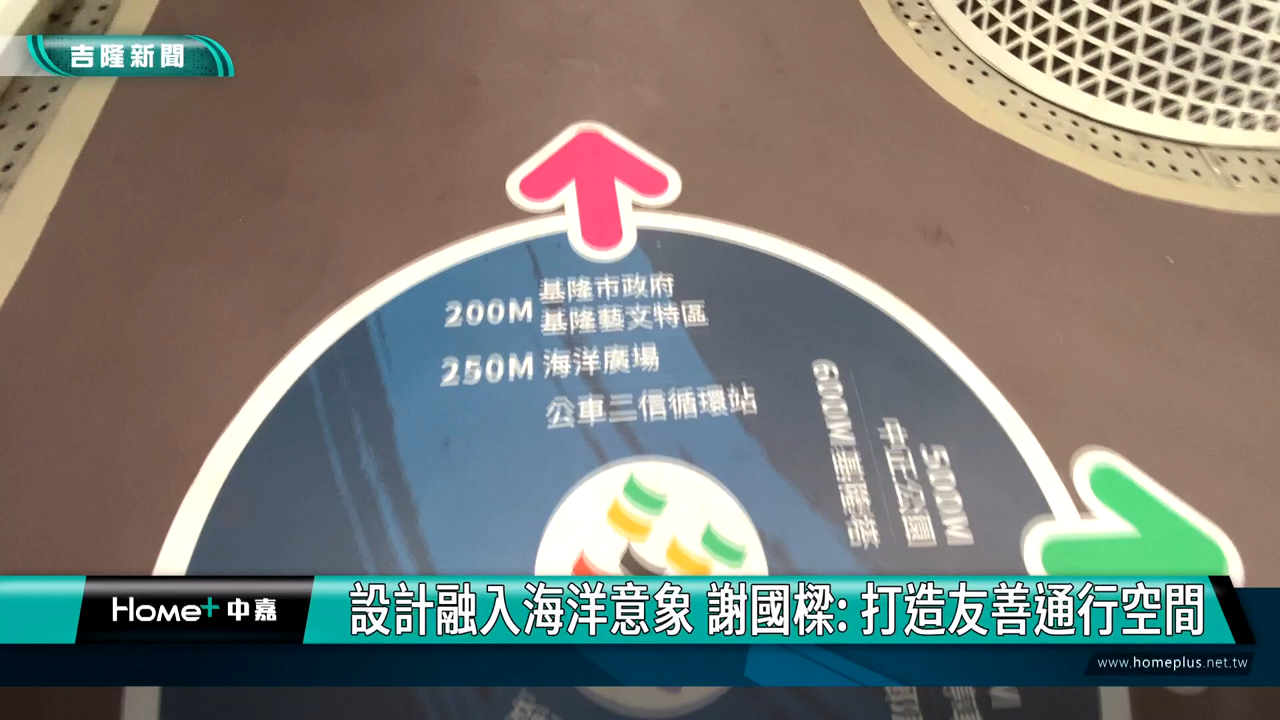 吉隆新聞
200M 基隆市政府
基隆藝文特區
250M 海洋廣場
公車三信循環站
600M 基隆塔
500M
中正公園
Home+ 中嘉
設計融入海洋意象 謝國樑: 打造友善通行空間
www.homeplus.net.tw